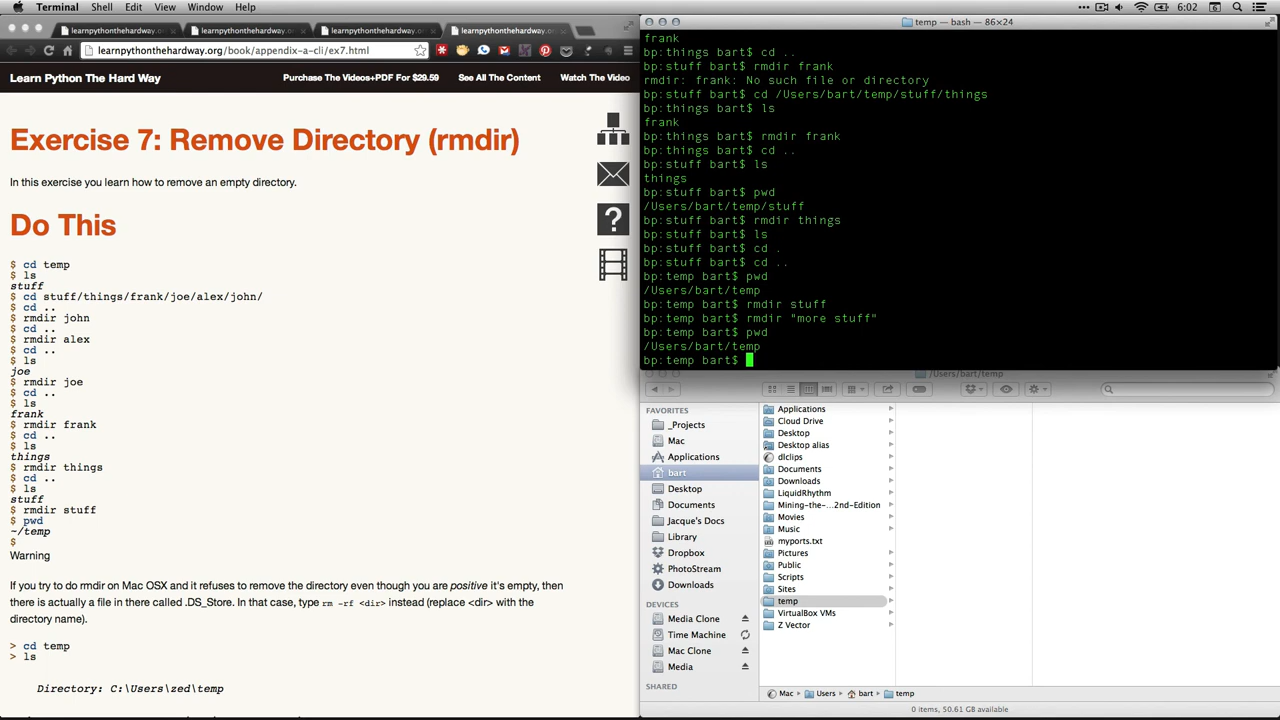 Terminal Shell Edit View Window Help 6:02
learnpythonthehardway.org/ learnpythonthehardway.org/ learnpythonthehardway.org/ learnpythonthehardway.org/
learnpythonthehardway.org/book/appendix-a-cli/ex7.html
Learn Python The Hard Way Purchase The Videos+PDF For $29.59 See All The Content Watch The Video
Exercise 7: Remove Directory (rmdir)
In this exercise you learn how to remove an empty directory.
Do This
$ cd temp
$ ls
stuff
$ cd stuff/things/frank/joe/alex/john/
$ cd ..
$ rmdir john
$ cd ..
$ rmdir alex
$ cd ..
$ ls
joe
$ rmdir joe
$ cd ..
$ ls
frank
$ rmdir frank
$ cd ..
$ ls
things
$ rmdir things
$ cd ..
$ ls
stuff
$ rmdir stuff
$ pwd
~/temp
$
Warning
If you try to do rmdir on Mac OSX and it refuses to remove the directory even though you are positive it's empty, then
there is actually a file in there called .DS_Store. In that case, type rm -rf <dir> instead (replace <dir> with the
directory name).
> cd temp
> ls
Directory: C:\Users\zed\temp
temp — bash — 86×24
frank
bp:things bart$ cd ..
bp:stuff bart$ rmdir frank
rmdir: frank: No such file or directory
bp:stuff bart$ cd /Users/bart/temp/stuff/things
bp:things bart$ ls
frank
bp:things bart$ rmdir frank
bp:things bart$ cd ..
bp:stuff bart$ ls
things
bp:stuff bart$ pwd
/Users/bart/temp/stuff
bp:stuff bart$ rmdir things
bp:stuff bart$ ls
bp:stuff bart$ cd .
bp:stuff bart$ cd ..
bp:temp bart$ pwd
/Users/bart/temp
bp:temp bart$ rmdir stuff
bp:temp bart$ rmdir "more stuff"
bp:temp bart$ pwd
/Users/bart/temp
bp:temp bart$
/Users/bart/temp
FAVORITES
_Projects
Mac
Applications
bart
Desktop
Documents
Jacque's Docs
Library
Dropbox
PhotoStream
Downloads
DEVICES
Media Clone
Time Machine
Mac Clone
Media
SHARED
Applications
Cloud Drive
Desktop
Desktop alias
dlclips
Documents
Downloads
LiquidRhythm
Mining-the-...2nd-Edition
Movies
Music
myports.txt
Pictures
Public
Scripts
Sites
temp
VirtualBox VMs
Z Vector
Mac Users bart temp
0 items, 50.61 GB available